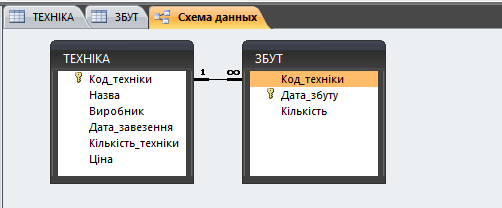 ТЕХНІКА ЗБУТ Схема данных
ТЕХНІКА
Код_техніки
Назва
Виробник
Дата_завезення
Кількість_техніки
Ціна
1 ∞
ЗБУТ
Код_техніки
Дата_збуту
Кількість